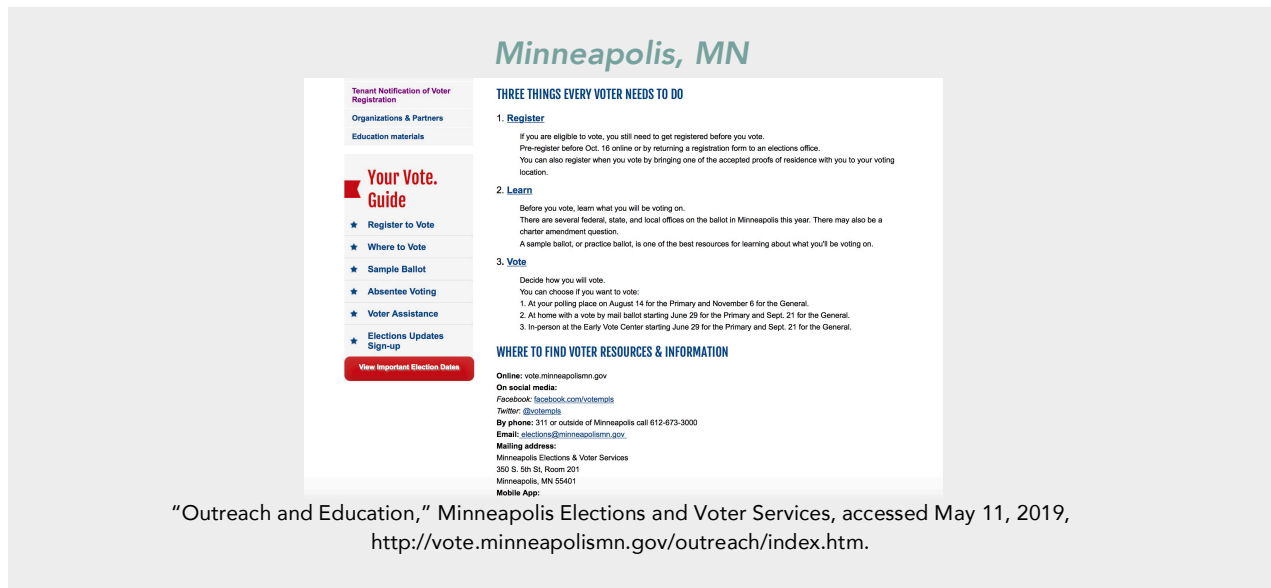 Minneapolis, MN
Tenant Notification of Voter
Registration
Organizations & Partners
Education materials
Your Vote.
Guide
Register to Vote
Where to Vote
Sample Ballot
Absentee Voting
Voter Assistance
Elections Updates
Sign-up
View Important Election Dates
THREE THINGS EVERY VOTER NEEDS TO DO
1. Register
If you are eligible to vote, you still need to get registered before you vote.
Pre-register before Oct. 16 online or by returning a registration form to an elections office.
You can also register when you vote by bringing one of the accepted proofs of residence with you to your voting
location.
2. Learn
Before you vote, learn what you will be voting on.
There are several federal, state, and local offices on the ballot in Minneapolis this year. There may also be a
charter amendment question.
A sample ballot, or practice ballot, is one of the best resources for learning about what you'll be voting on.
3. Vote
Decide how you will vote.
You can choose if you want to vote:
1. At your polling place on August 14 for the Primary and November 6 for the General.
2. At home with a vote by mail ballot starting June 29 for the Primary and Sept. 21 for the General.
3. In-person at the Early Vote Center starting June 29 for the Primary and Sept. 21 for the General.
WHERE TO FIND VOTER RESOURCES & INFORMATION
Online: vote.minneapolismn.gov
On social media:
Facebook: facebook.com/votempls
Twitter: @votempls
By phone: 311 or outside of Minneapolis call 612-673-3000
Email: elections@minneapolismn.gov
Mailing address:
Minneapolis Elections & Voter Services
350 S. 5th St, Room 201
Minneapolis, MN 55401
Mobile App:
“Outreach and Education,” Minneapolis Elections and Voter Services, accessed May 11, 2019,
http://vote.minneapolismn.gov/outreach/index.htm.